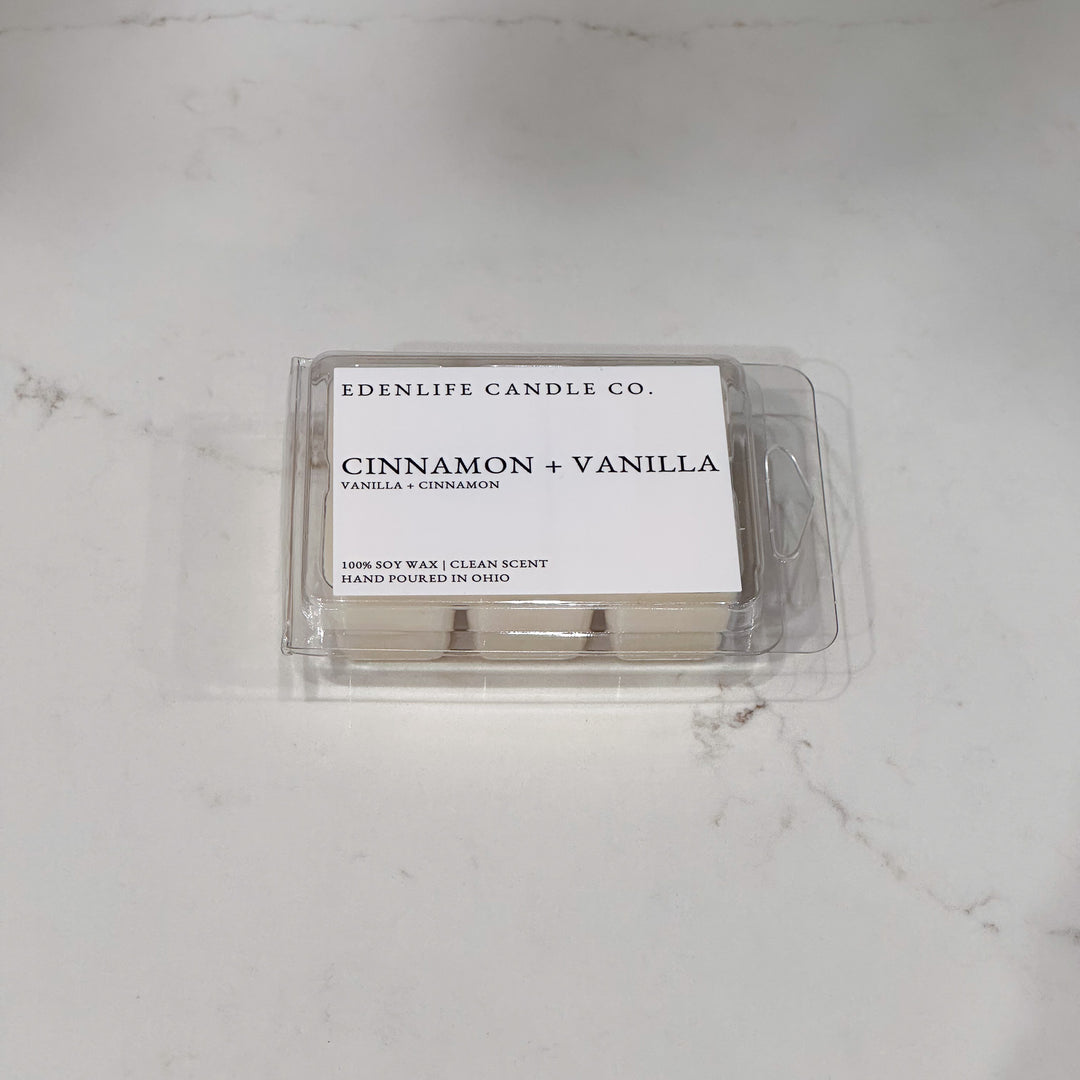 EDENLIFE CANDLE CO.
CINNAMON + VANILLA
VANILLA + CINNAMON
100% SOY WAX | CLEAN SCENT
HAND POURED IN OHIO